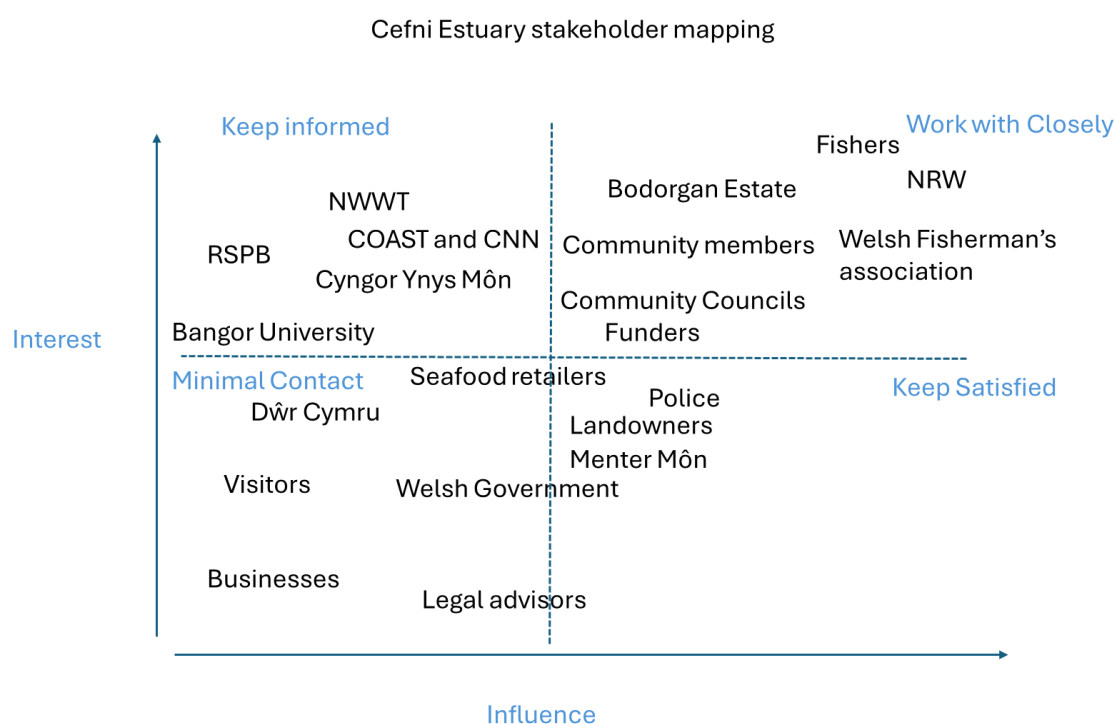 Cefni Estuary stakeholder mapping
Keep informed
Work with Closely
Fishers
NRW
Bodorgan Estate
NWWT
COAST and CNN
Community members
Welsh Fisherman’s
association
RSPB
Cyngor Ynys Môn
Community Councils
Bangor University
Funders
Interest
Minimal Contact
Seafood retailers
Keep Satisfied
Police
Dŵr Cymru
Landowners
Menter Môn
Visitors
Welsh Government
Businesses
Legal advisors
Influence